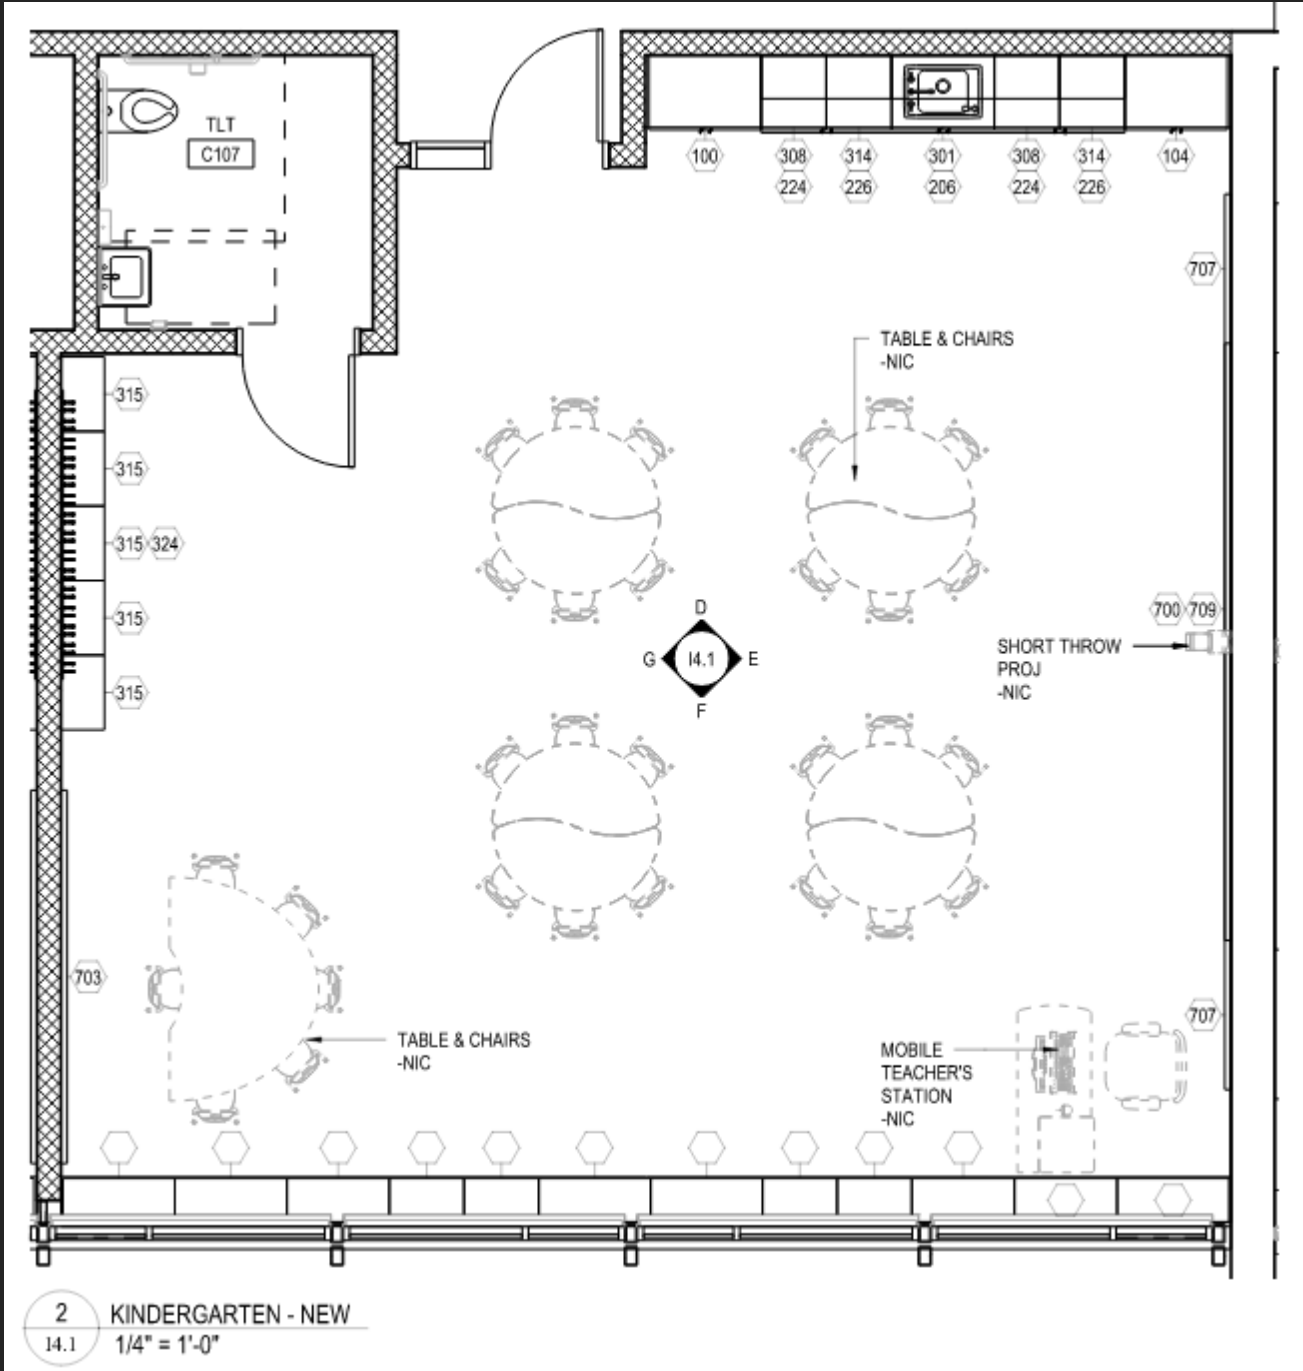 TLT
C107
100
308
314
301
308
314
104
224
226
206
224
226
707
TABLE & CHAIRS
-NIC
315
315
315
324
315
315
D
G
I4.1
E
F
700
709
SHORT THROW
PROJ
-NIC
703
707
TABLE & CHAIRS
-NIC
MOBILE
TEACHER'S
STATION
-NIC
2
I4.1
KINDERGARTEN - NEW
1/4" = 1'-0"